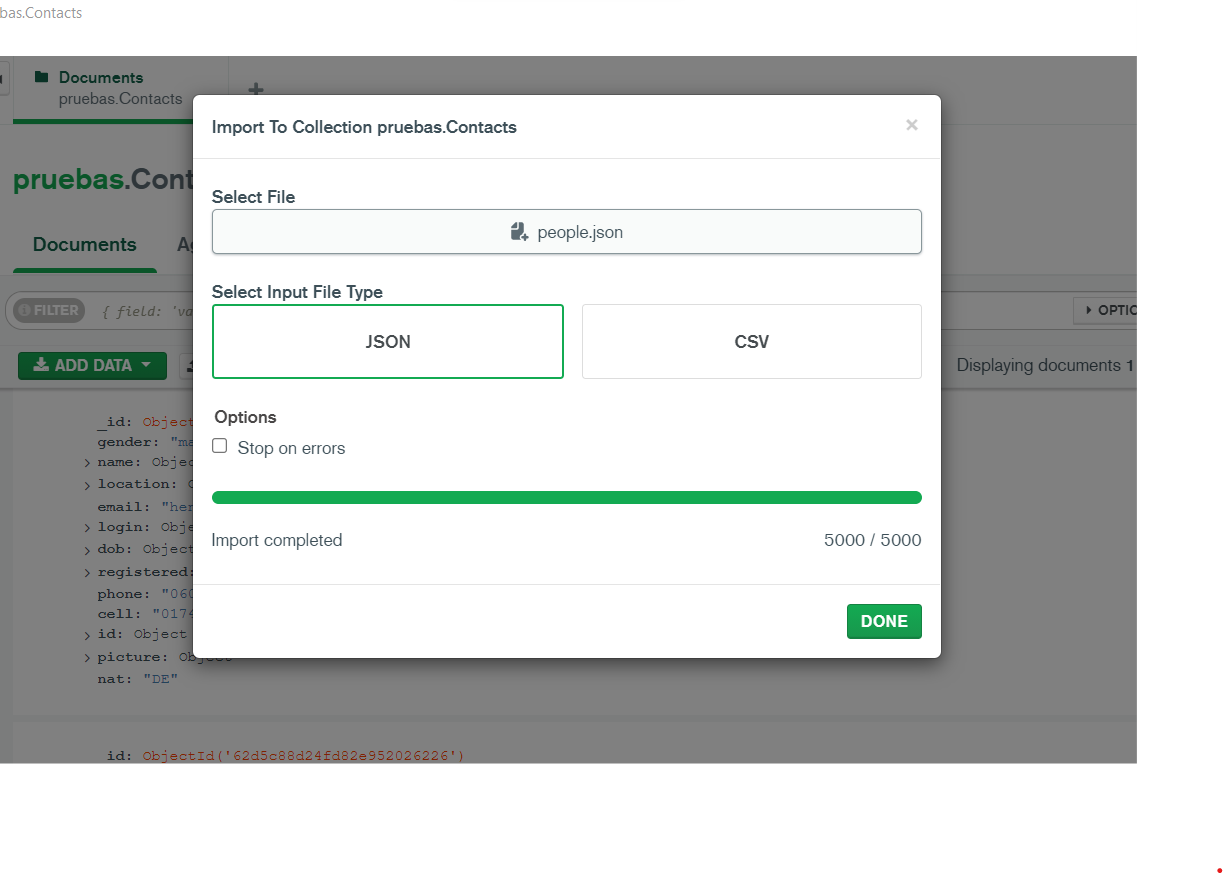 bas.Contacts
Documents
pruebas.Contacts
Import To Collection pruebas.Contacts
×
pruebas.Cont
Select File
people.json
Documents
Ag
Select Input File Type
FILTER
{ field: 'va
OPTIO
JSON
CSV
ADD DATA
Displaying documents 1
Options
Stop on errors
_id: Object
gender: "ma
name: Objec
location: O
email: "her
login: Obje
dob: Object
registered:
Import completed
5000 / 5000
phone: "060
cell: "0174
id: Object
DONE
picture: Object
nat: "DE"
id: ObjectId('62d5c88d24fd82e952026226')